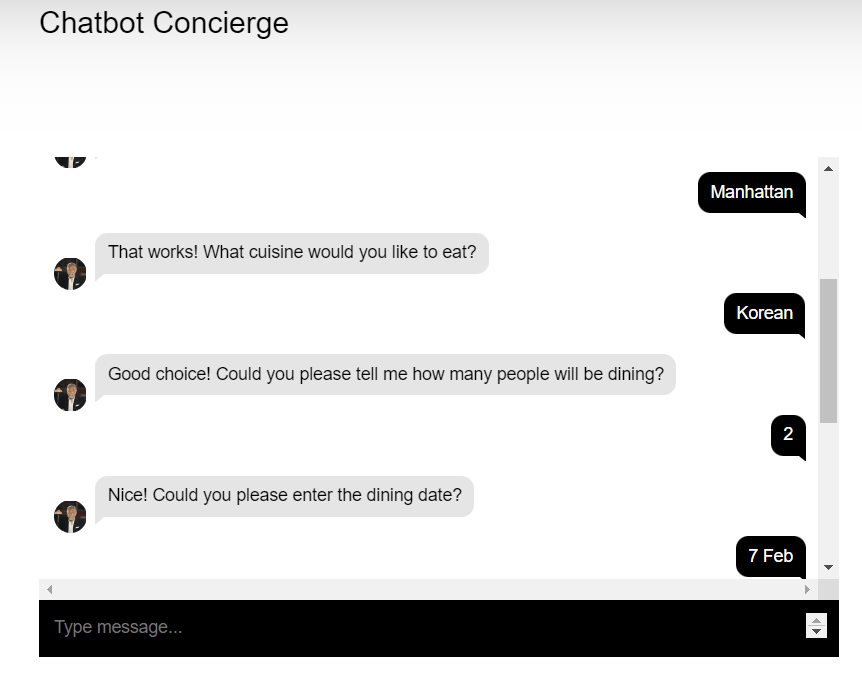 Chatbot Concierge
Manhattan
That works! What cuisine would you like to eat?
Korean
Good choice! Could you please tell me how many people will be dining?
2
Nice! Could you please enter the dining date?
7 Feb
Type message...